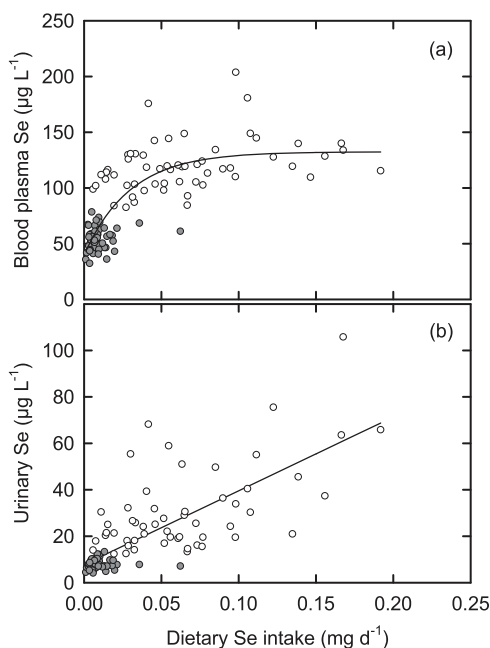 250
200
150
100
50
0
Blood plasma Se (µg L⁻¹)
(a)
100
80
60
40
20
0
Urinary Se (µg L⁻¹)
(b)
0.00 0.05 0.10 0.15 0.20 0.25
Dietary Se intake (mg d⁻¹)